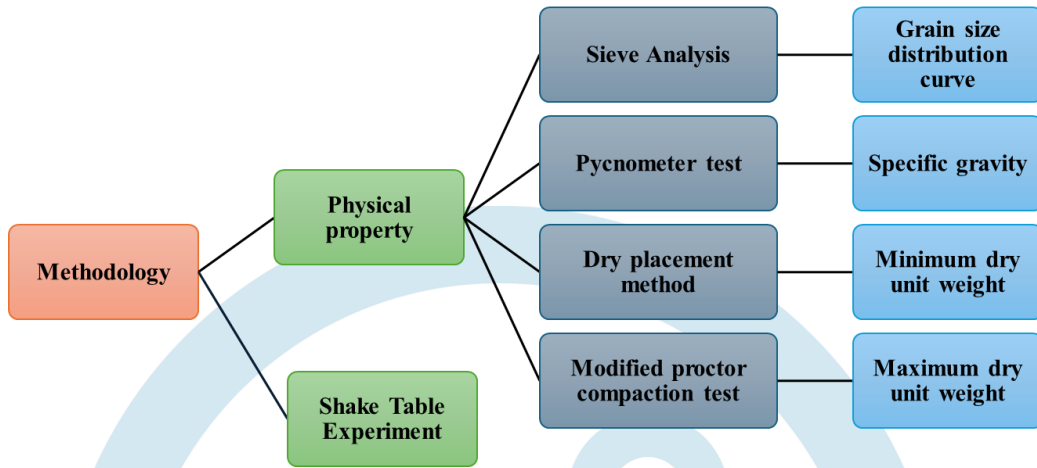 Methodology
Physical
property
Shake Table
Experiment
Sieve Analysis
Grain size
distribution
curve
Pycnometer test
Specific gravity
Dry placement
method
Minimum dry
unit weight
Modified proctor
compaction test
Maximum dry
unit weight